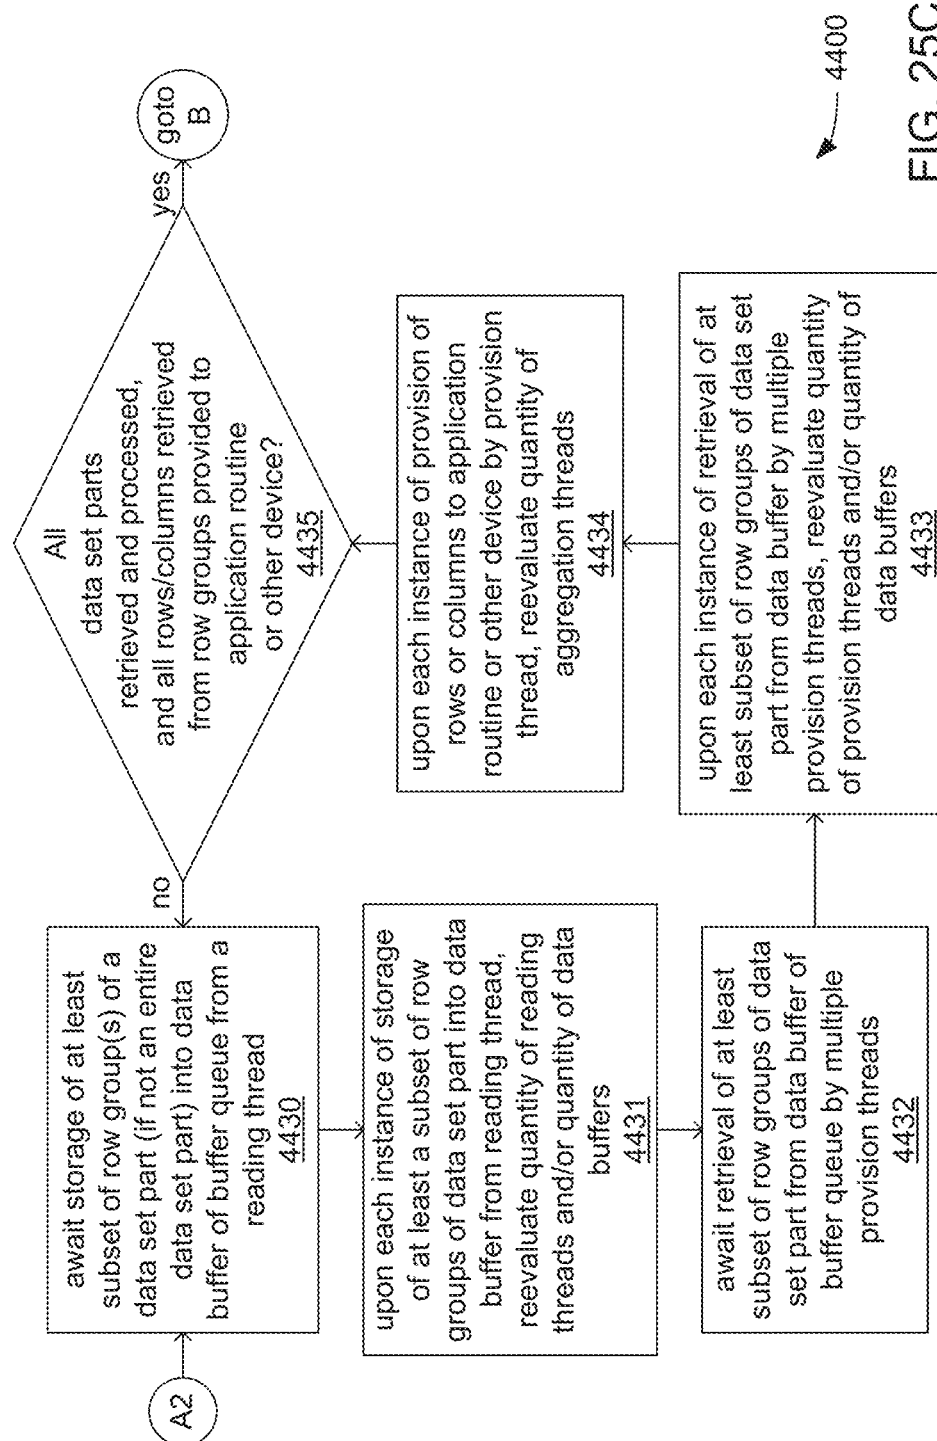 A2
await storage of at least
subset of row group(s) of a
data set part (if not an entire
data set part) into data
buffer of buffer queue from a
reading thread
4430
upon each instance of storage
of at least a subset of row
groups of data set part into data
buffer from reading thread,
reevaluate quantity of reading
threads and/or quantity of data
buffers
4431
await retrieval of at least
subset of row groups of data
set part from data buffer of
buffer queue by multiple
provision threads
4432
upon each instance of retrieval of at
least subset of row groups of data set
part from data buffer by multiple
provision threads, reevaluate quantity
of provision threads and/or quantity of
data buffers
4433
upon each instance of provision of
rows or columns to application
routine or other device by provision
thread, reevaluate quantity of
aggregation threads
4434
All
data set parts
retrieved and processed,
and all rows/columns retrieved
from row groups provided to
application routine
or other device?
4435
no
yes
goto
B
4400
FIG. 25C